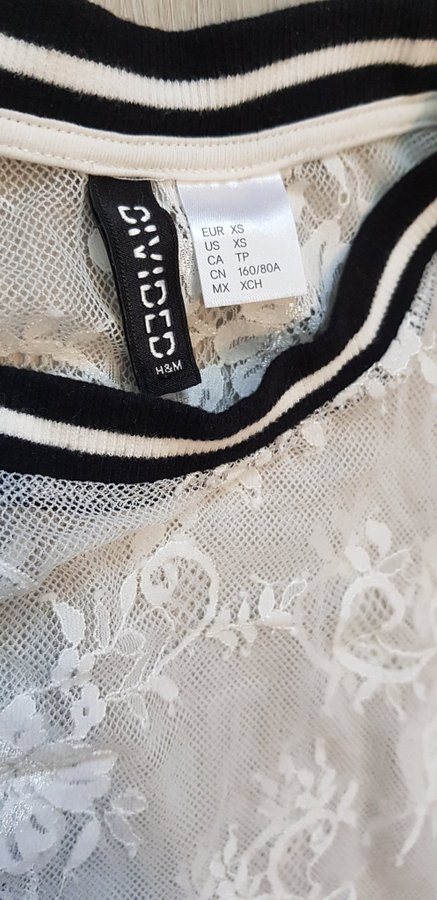 DIVIDED
H&M
EUR XS
US XS
CA TP
CN 160/80A
MX XCH